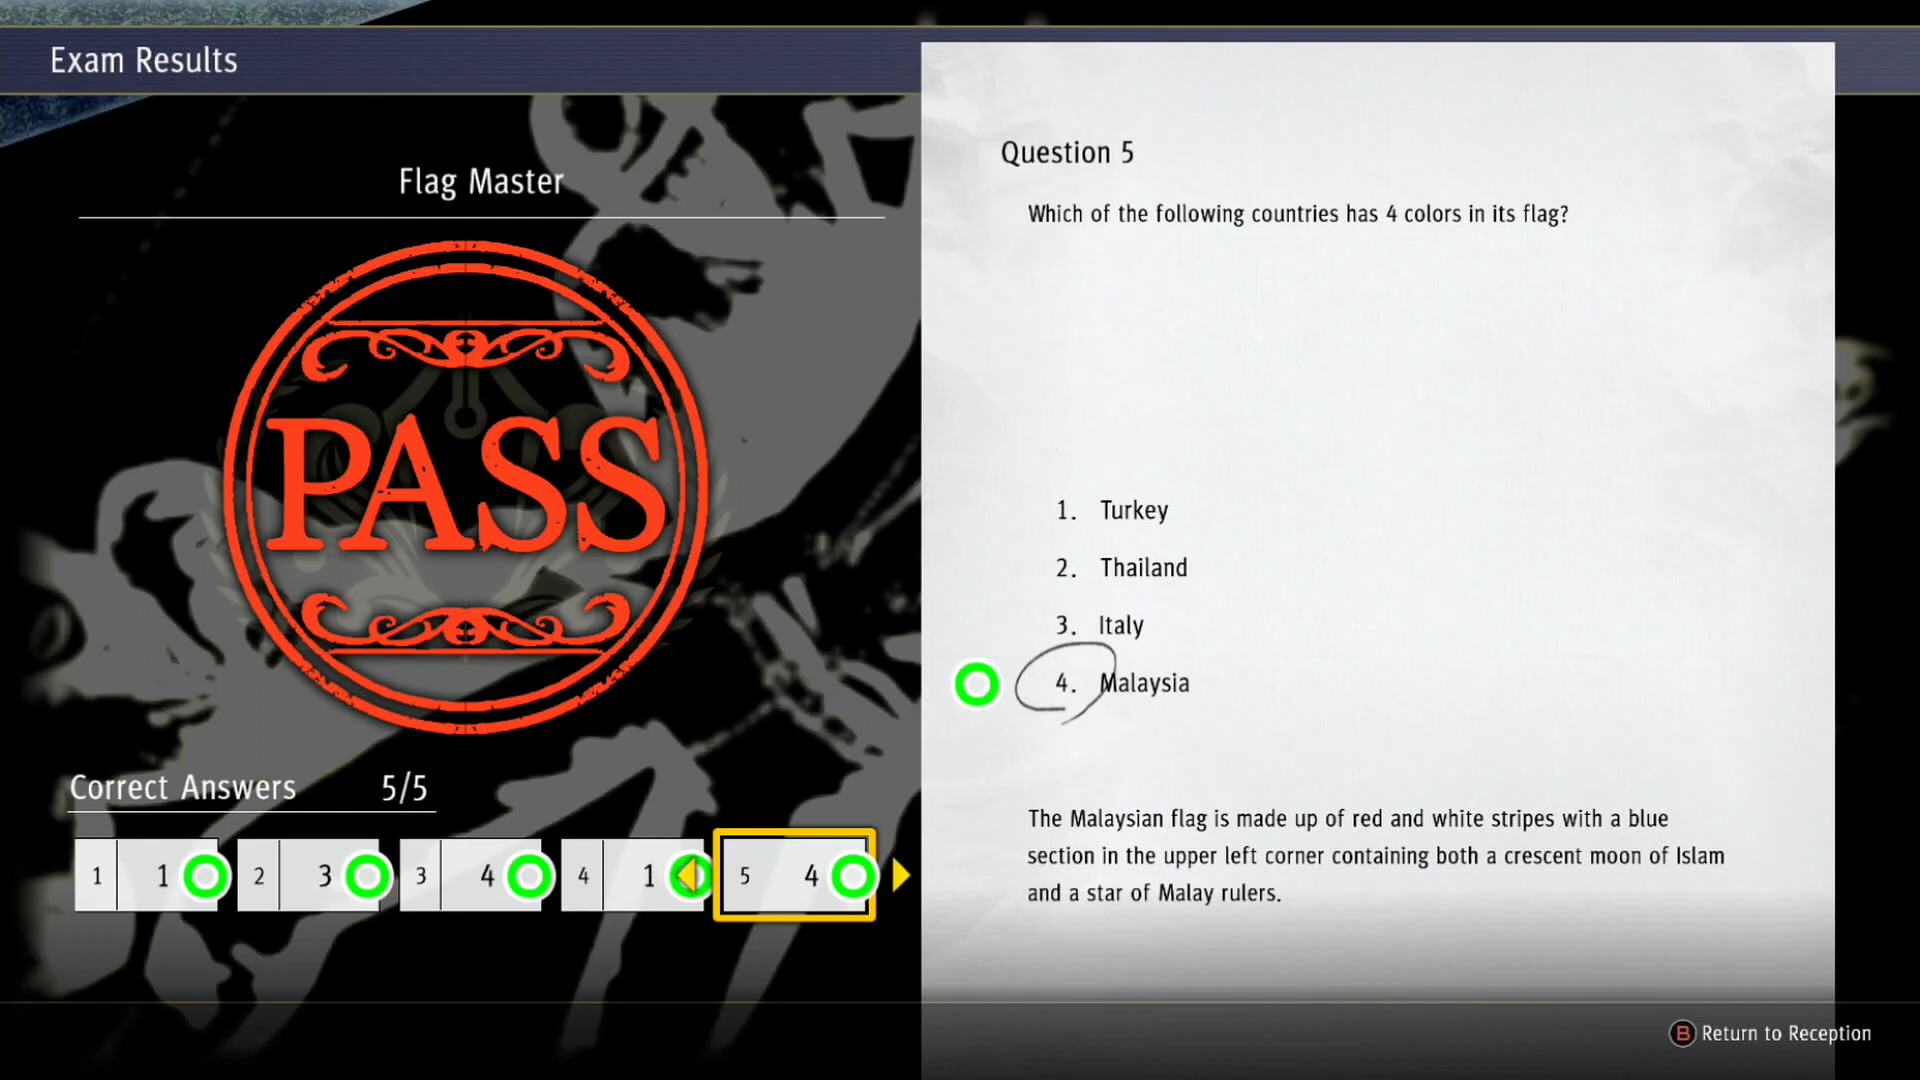 Exam Results
Flag Master
PASS
Correct Answers 5/5
1 1
2 3
3 4
4 1
5 4
Question 5
Which of the following countries has 4 colors in its flag?
1. Turkey
2. Thailand
3. Italy
4. Malaysia
The Malaysian flag is made up of red and white stripes with a blue
section in the upper left corner containing both a crescent moon of Islam
and a star of Malay rulers.
B Return to Reception